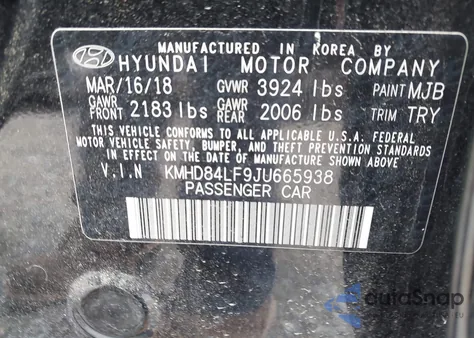 MANUFACTURED IN KOREA BY
HYUNDAI MOTOR COMPANY
MAR/16/18 GVWR 3924 lbs PAINT MJB
GAWR FRONT 2183 lbs GAWR REAR 2006 lbs TRIM TRY
THIS VEHICLE CONFORMS TO ALL APPLICABLE U.S.A. FEDERAL
MOTOR VEHICLE SAFETY, BUMPER, AND THEFT PREVENTION STANDARDS
IN EFFECT ON THE DATE OF MANUFACTURE SHOWN ABOVE.
V.I.N KMHD84LF9JU665938
PASSENGER CAR
autoSnap